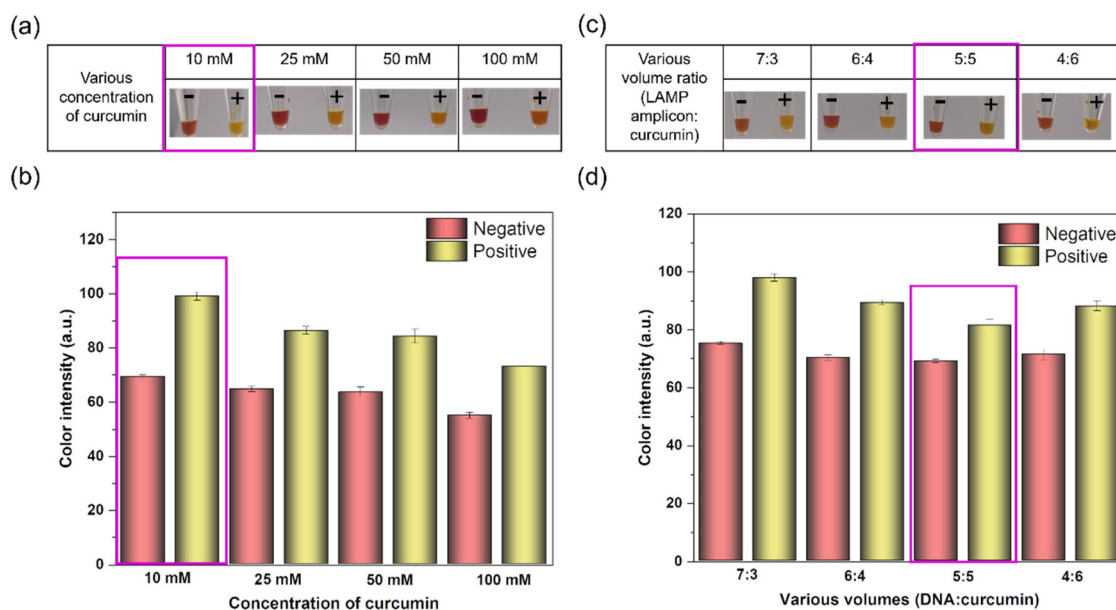 (a)
Various
concentration
of curcumin
10 mM
25 mM
50 mM
100 mM
- +
- +
- +
- +
(b)
Color intensity (a.u.)
120
100
80
60
40
20
0
Negative
Positive
10 mM
25 mM
50 mM
100 mM
Concentration of curcumin
(c)
Various
volume ratio
(LAMP
amplicon:
curcumin)
7:3
6:4
5:5
4:6
- +
- +
- +
- +
(d)
Color intensity (a.u.)
120
100
80
60
40
20
0
Negative
Positive
7:3
6:4
5:5
4:6
Various volumes (DNA:curcumin)